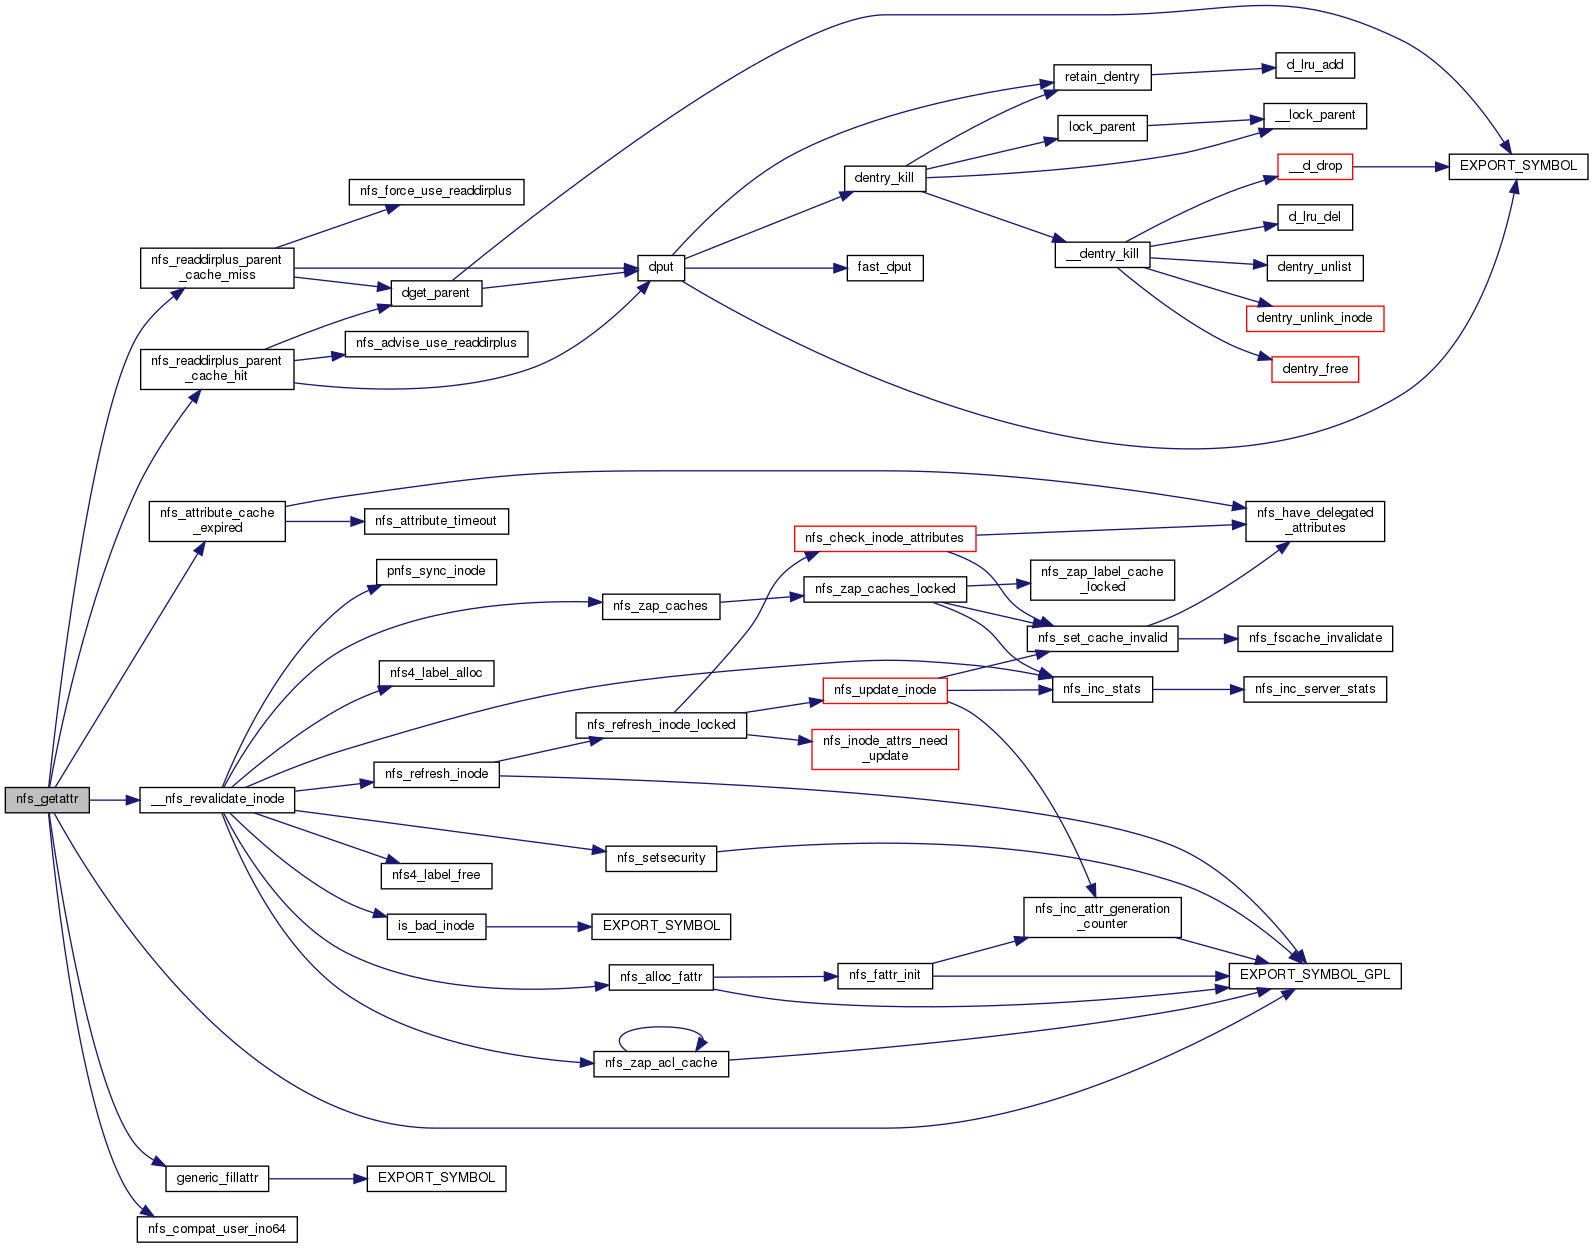 d_lru_add
retain_dentry
__lock_parent
lock_parent
EXPORT_SYMBOL
__d_drop
dentry_kill
nfs_force_use_readdirplus
d_lru_del
nfs_readdirplus_parent
_cache_miss
dput
fast_dput
__dentry_kill
dentry_unlist
dget_parent
dentry_unlink_inode
nfs_advise_use_readdirplus
nfs_readdirplus_parent
_cache_hit
dentry_free
nfs_attribute_cache
_expired
nfs_attribute_timeout
nfs_have_delegated
_attributes
nfs_check_inode_attributes
pnfs_sync_inode
nfs_zap_label_cache
_locked
nfs_zap_caches_locked
nfs_zap_caches
nfs_set_cache_invalid
nfs_fscache_invalidate
nfs4_label_alloc
nfs_update_inode
nfs_inc_stats
nfs_inc_server_stats
nfs_refresh_inode_locked
nfs_inode_attrs_need
_update
nfs_refresh_inode
nfs_getattr
__nfs_revalidate_inode
nfs_setsecurity
nfs4_label_free
nfs_inc_attr_generation
_counter
is_bad_inode
EXPORT_SYMBOL
nfs_alloc_fattr
nfs_fattr_init
EXPORT_SYMBOL_GPL
nfs_zap_acl_cache
generic_fillattr
EXPORT_SYMBOL
nfs_compat_user_ino64